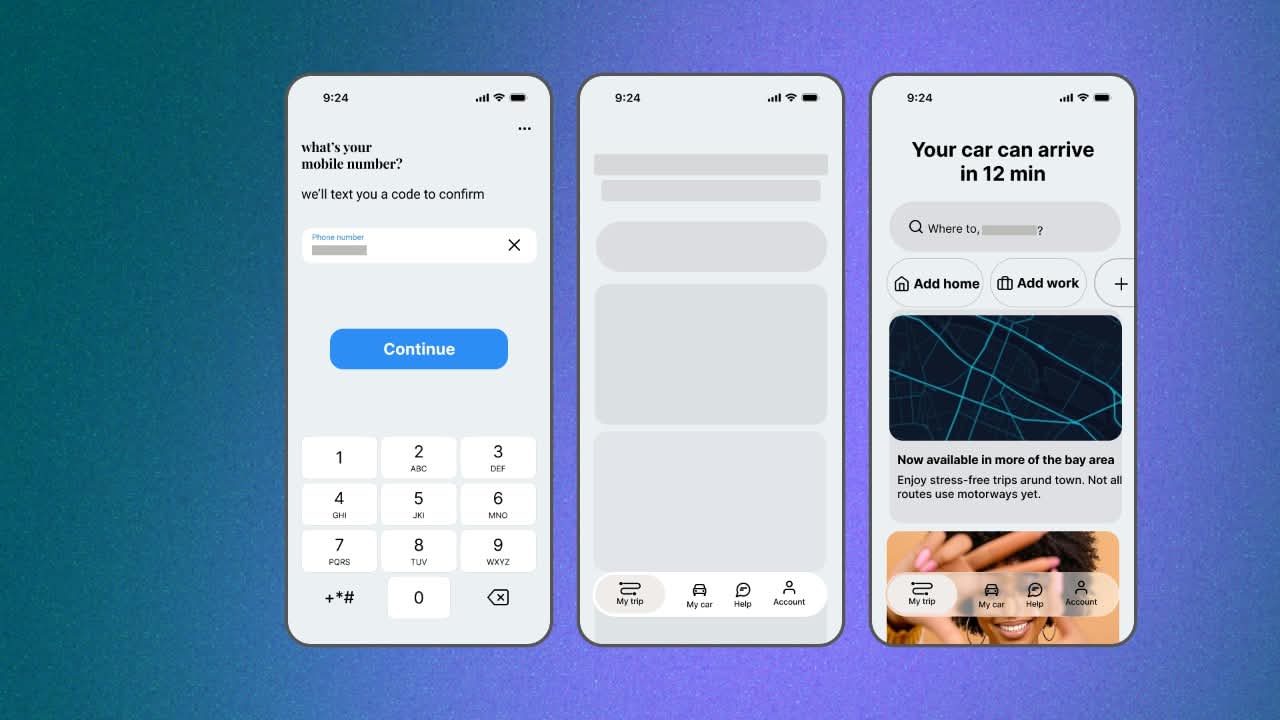 9:24
what's your
mobile number?
we'll text you a code to confirm
Phone number
Continue
1
2
ABC
3
DEF
4
GHI
5
JKl
6
MNO
7
PQRS
8
TUV
9
WXYZ
+*#
0
9:24
My trip
My car
Help
Account
9:24
Your car can arrive
in 12 min
Where to, ?
Add home
Add work
Now available in more of the bay area
Enjoy stress-free trips arund town. Not all
routes use motorways yet.
My trip
My car
Help
Account